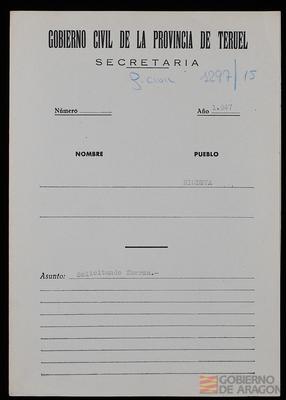 GOBIERNO CIVIL DE LA PROVINCIA DE TERUEL
SECRETARIA
1297/15
Número
Año 1.947
NOMBRE PUEBLO
Asunto: Solicitando
GOBIERNO
DE ARAGON